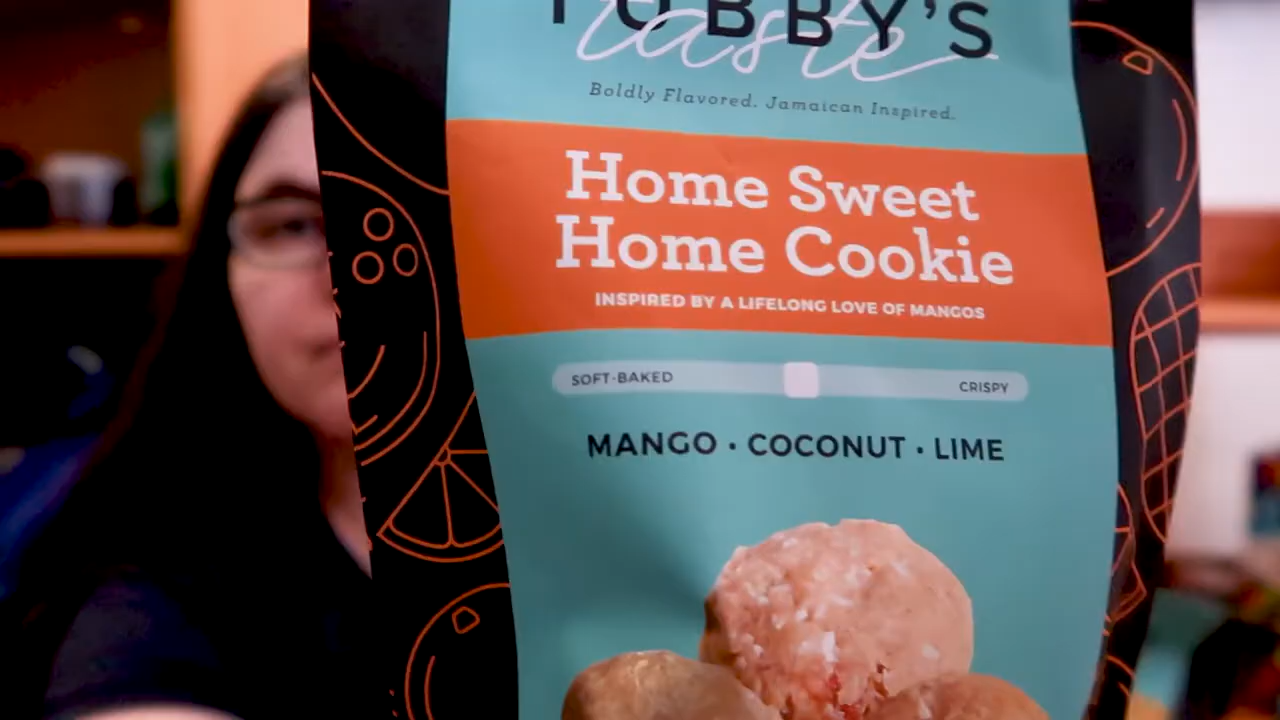 TUBBY'S
taste
Boldly Flavored. Jamaican Inspired.
Home Sweet
Home Cookie
INSPIRED BY A LIFELONG LOVE OF MANGOS
SOFT-BAKED CRISPY
MANGO • COCONUT • LIME